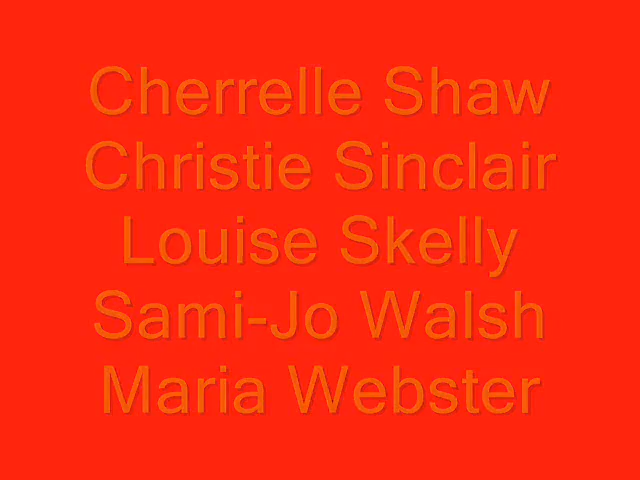 Cherrelle Shaw
Christie Sinclair
Louise Skelly
Sami-Jo Walsh
Maria Webster